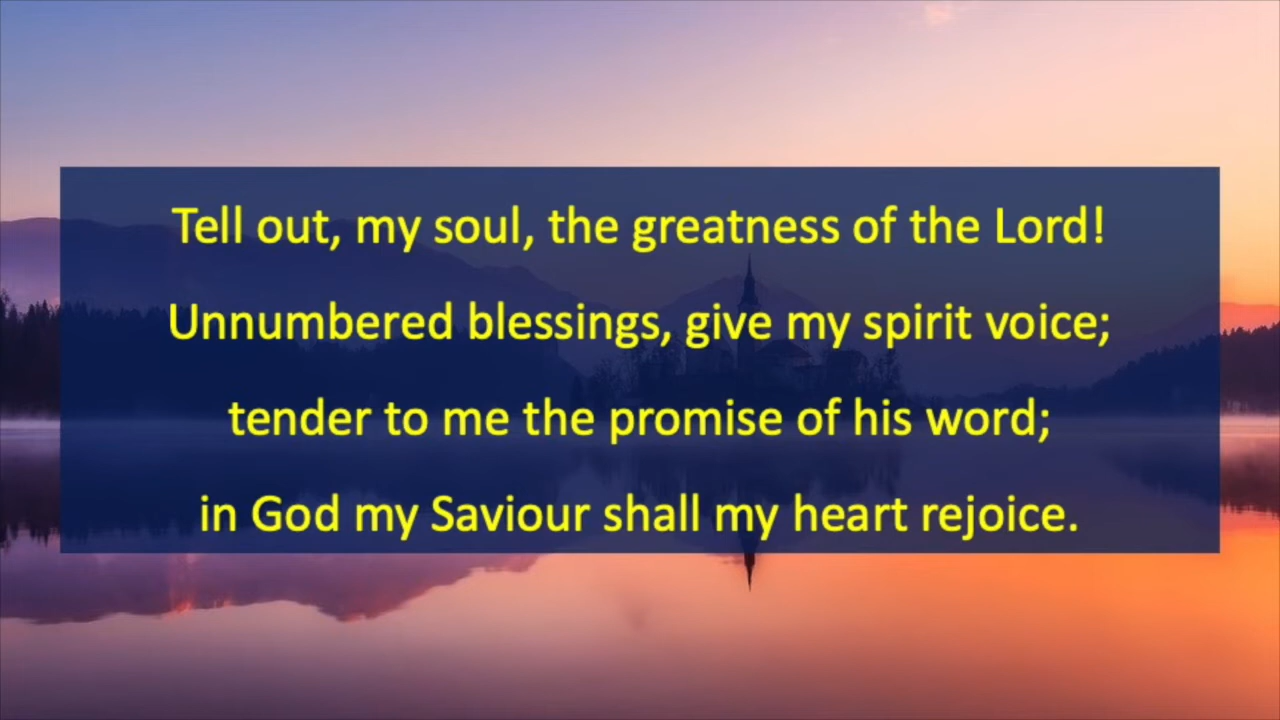 Tell out, my soul, the greatness of the Lord!
Unnumbered blessings, give my spirit voice;
tender to me the promise of his word;
in God my Saviour shall my heart rejoice.